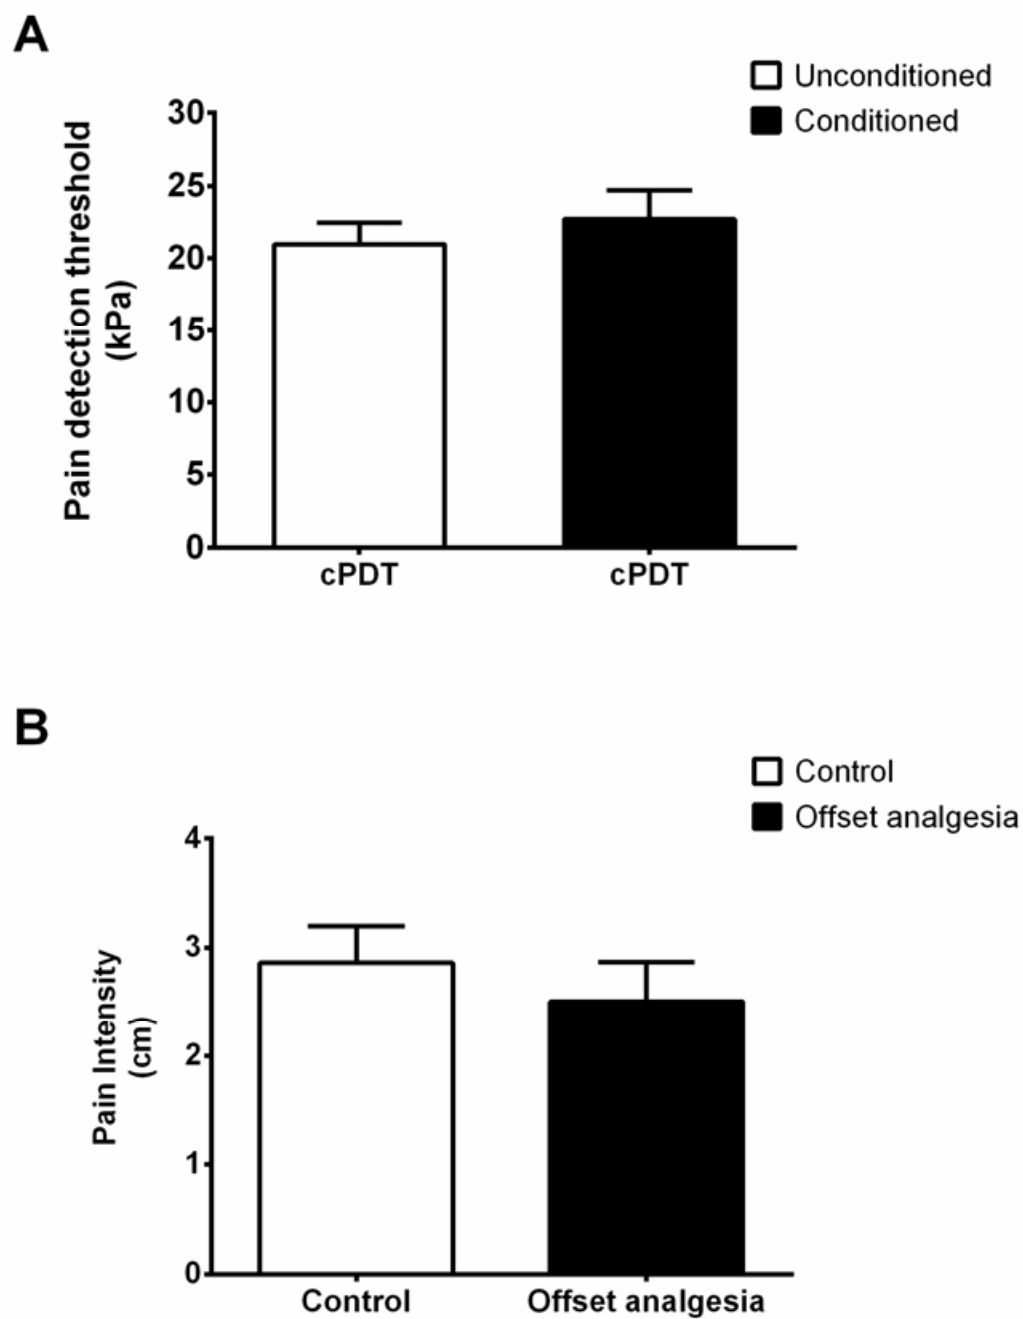 A
Unconditioned
Conditioned
Pain detection threshold
(kPa)
30
25
20
15
10
5
0
cPDT cPDT
B
Control
Offset analgesia
Pain Intensity
(cm)
4
3
2
1
0
Control Offset analgesia